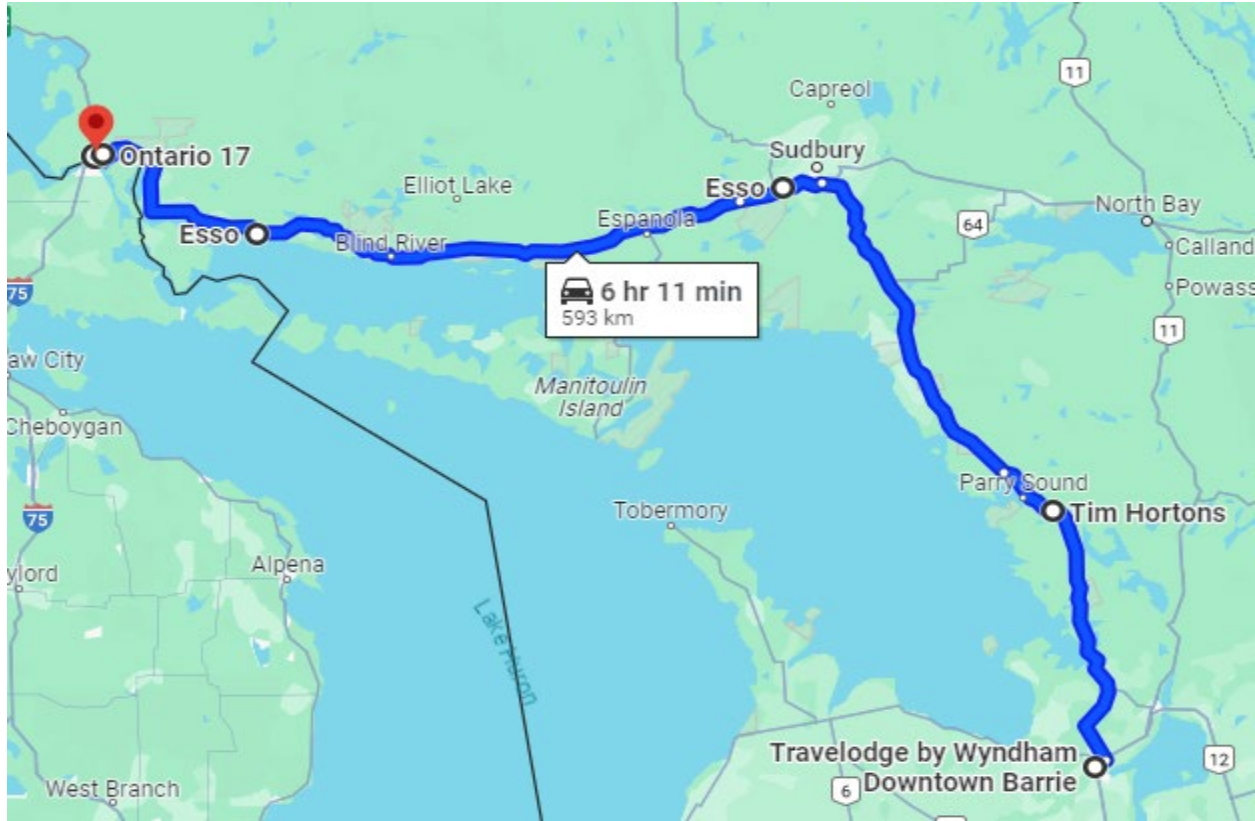 11
Capreol
Sudbury
Ontario 17
Elliot Lake
Esso
Espanola
North Bay
64
Calland
Esso
Blind River
6 hr 11 min
593 km
Powass
75
11
aw City
Manitoulin
Island
Cheboygan
Parry Sound
Tim Hortons
75
Tobermory
Alpena
ylord
Lake Huron
Travelodge by Wyndham
Downtown Barrie
12
6
West Branch